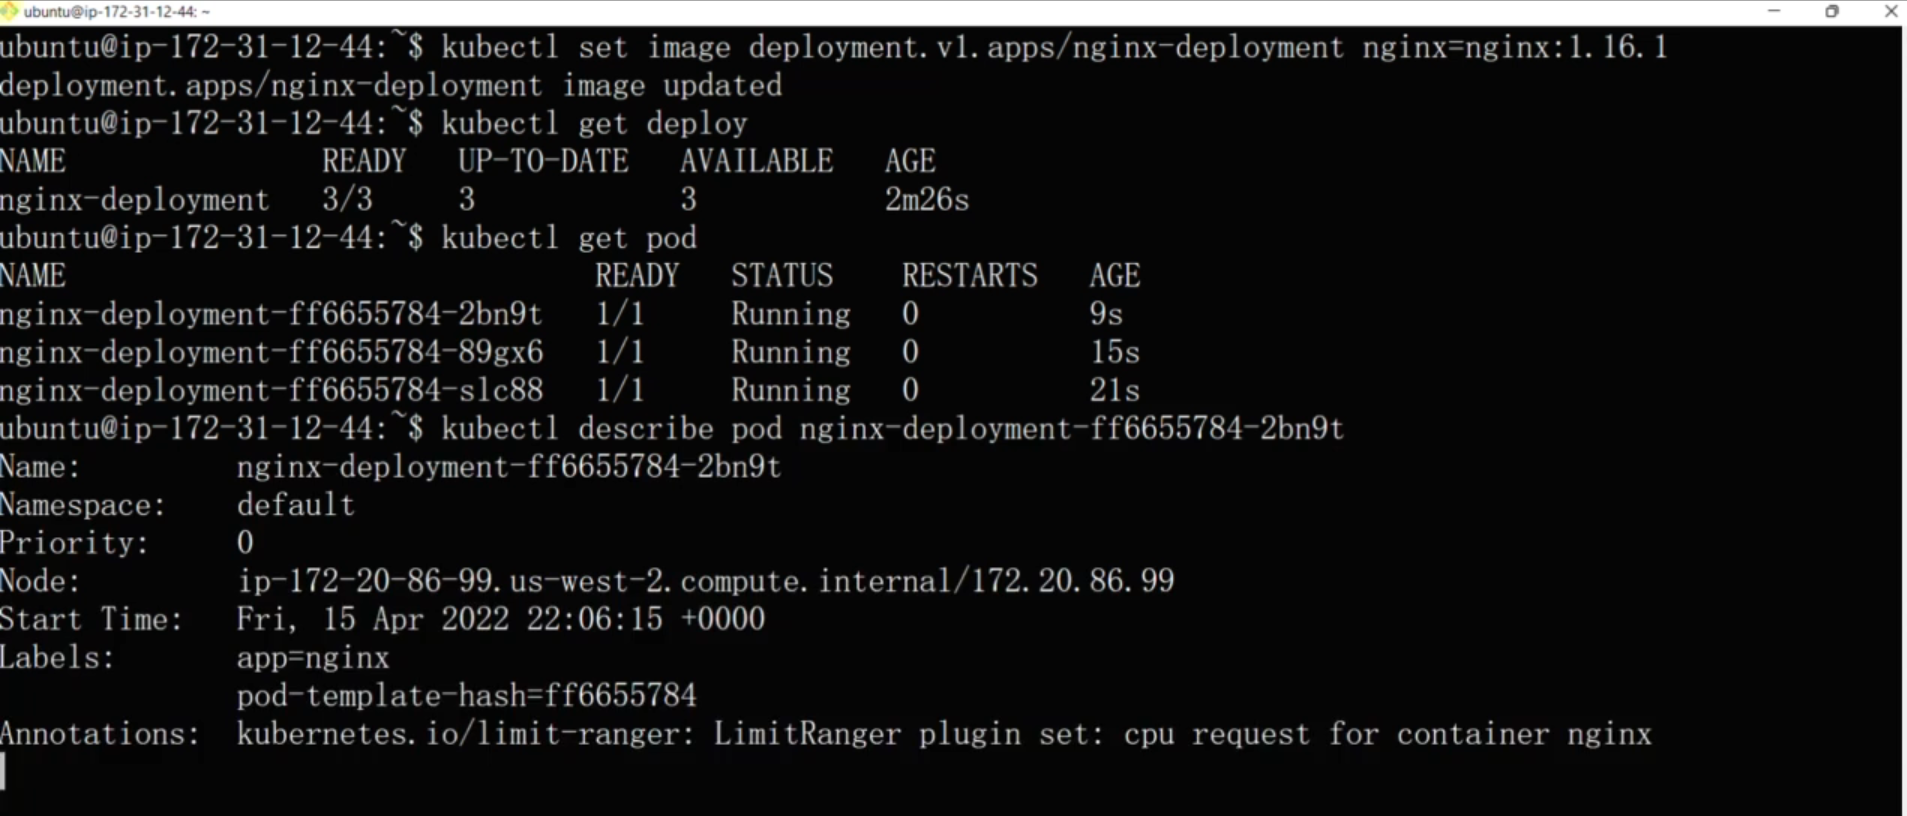 ubuntu@ip-172-31-12-44: ~
ubuntu@ip-172-31-12-44:~$ kubectl set image deployment.v1.apps/nginx-deployment nginx=nginx:1.16.1
deployment.apps/nginx-deployment image updated
ubuntu@ip-172-31-12-44:~$ kubectl get deploy
NAME               READY   UP-TO-DATE   AVAILABLE   AGE
nginx-deployment   3/3     3            3           2m26s
ubuntu@ip-172-31-12-44:~$ kubectl get pod
NAME                               READY   STATUS    RESTARTS   AGE
nginx-deployment-ff6655784-2bn9t   1/1     Running   0          9s
nginx-deployment-ff6655784-89gx6   1/1     Running   0          15s
nginx-deployment-ff6655784-slc88   1/1     Running   0          21s
ubuntu@ip-172-31-12-44:~$ kubectl describe pod nginx-deployment-ff6655784-2bn9t
Name:         nginx-deployment-ff6655784-2bn9t
Namespace:    default
Priority:     0
Node:         ip-172-20-86-99.us-west-2.compute.internal/172.20.86.99
Start Time:   Fri, 15 Apr 2022 22:06:15 +0000
Labels:       app=nginx
              pod-template-hash=ff6655784
Annotations:  kubernetes.io/limit-ranger: LimitRanger plugin set: cpu request for container nginx